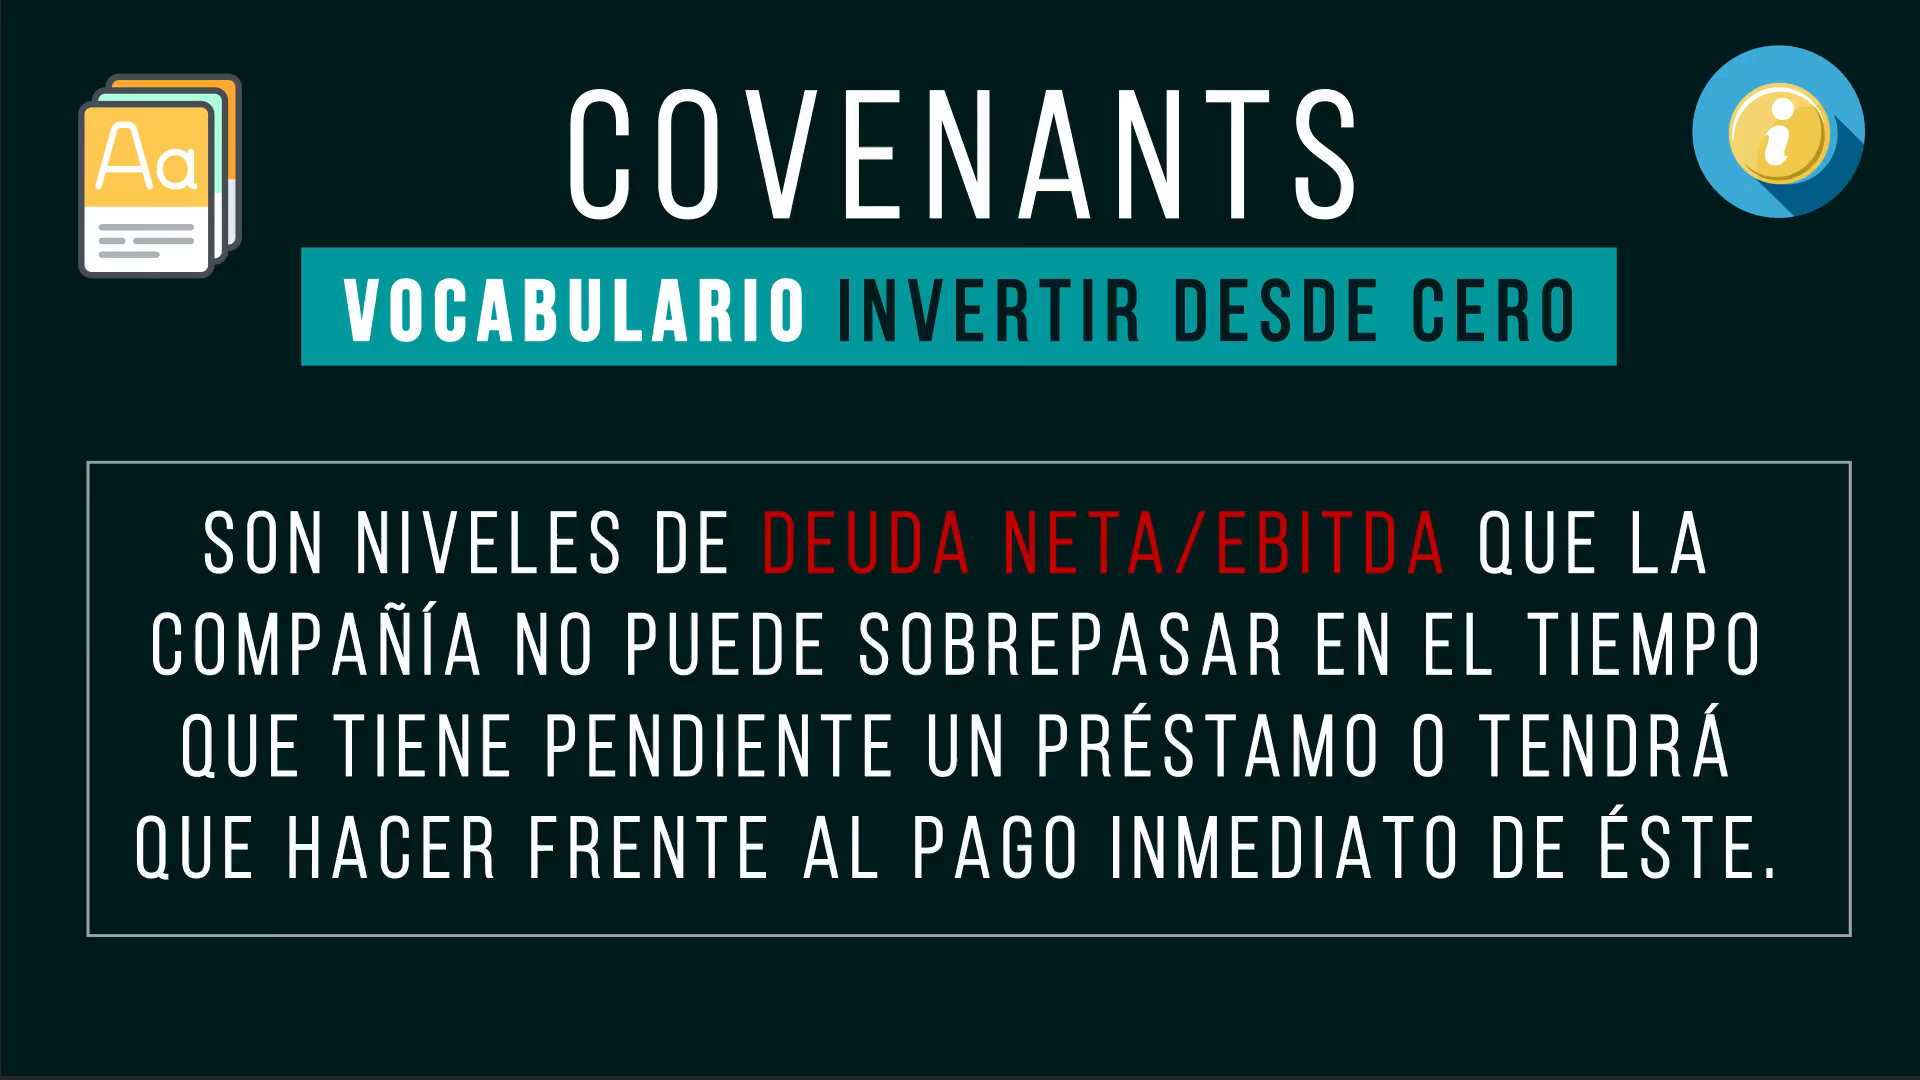 Aa
COVENANTS
i
VOCABULARIO INVERTIR DESDE CERO
SON NIVELES DE DEUDA NETA/EBITDA QUE LA
COMPAÑÍA NO PUEDE SOBREPASAR EN EL TIEMPO
QUE TIENE PENDIENTE UN PRÉSTAMO O TENDRÁ
QUE HACER FRENTE AL PAGO INMEDIATO DE ÉSTE.